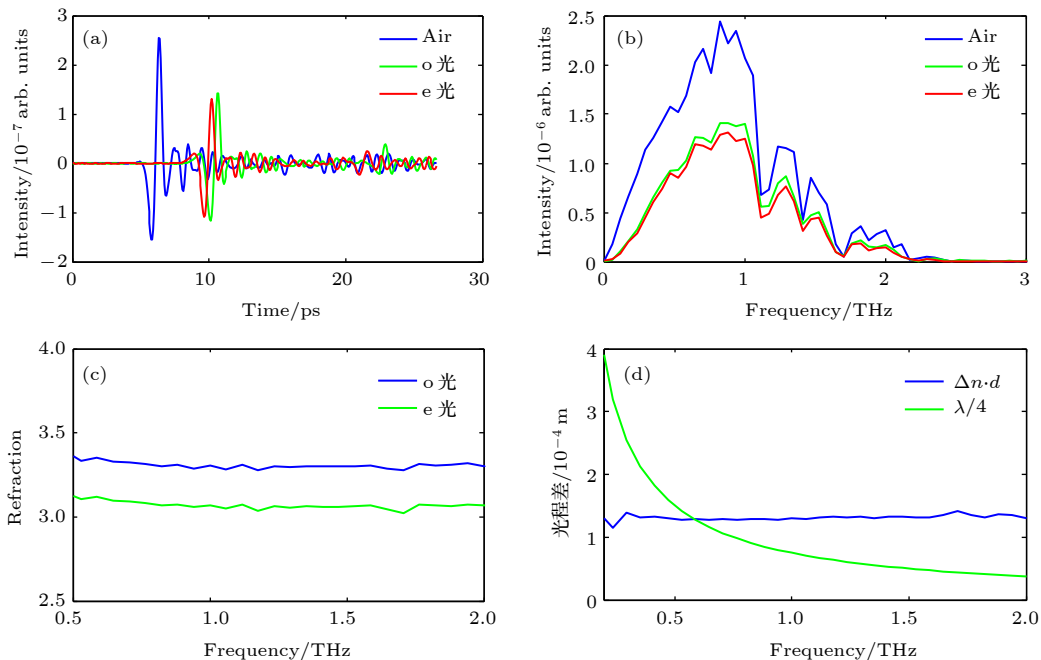 (a)
Air
o 光
e 光
Intensity/10⁻⁷ arb. units
3
2
1
0
−1
−2
0
10
20
30
Time/ps
(b)
Air
o 光
e 光
Intensity/10⁻⁶ arb. units
2.5
2.0
1.5
1.0
0.5
0
0
1
2
3
Frequency/THz
(c)
o 光
e 光
Refraction
4.0
3.5
3.0
2.5
0.5
1.0
1.5
2.0
Frequency/THz
(d)
Δn·d
λ/4
光程差/10⁻⁴ m
4
3
2
1
0
0.5
1.0
1.5
2.0
Frequency/THz